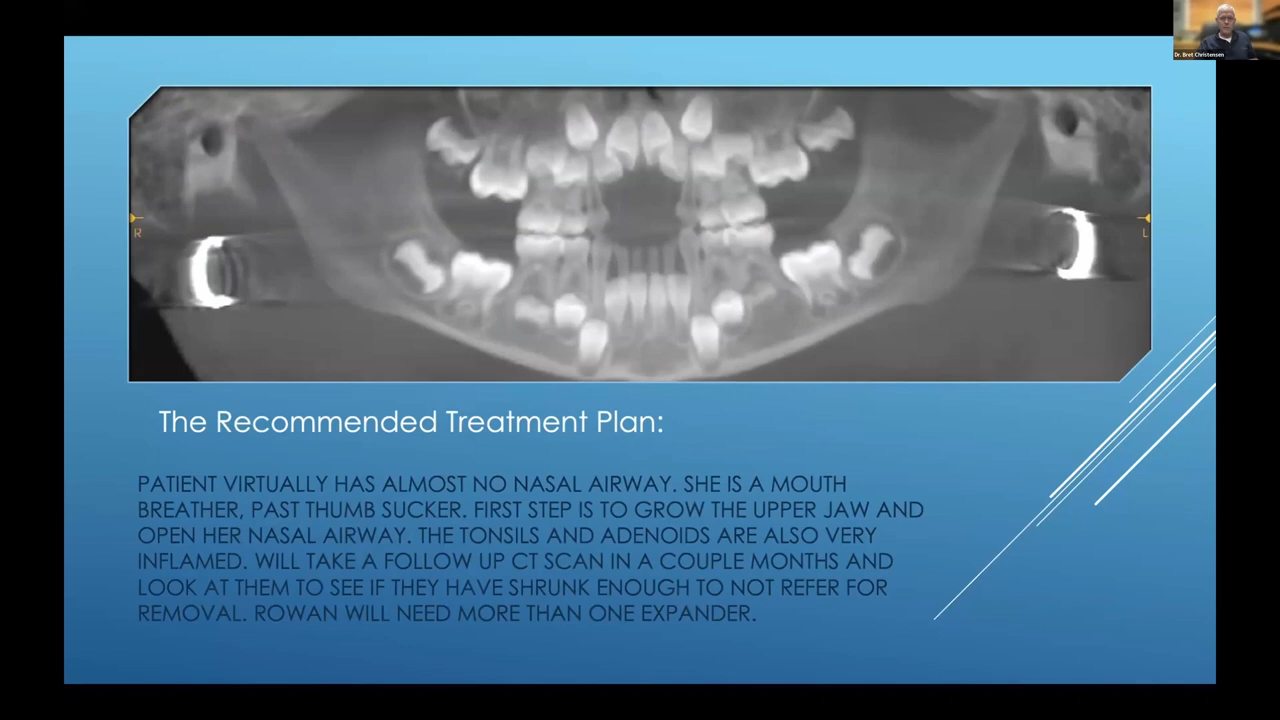 Dr. Bret Christensen
R
L
The Recommended Treatment Plan:
PATIENT VIRTUALLY HAS ALMOST NO NASAL AIRWAY. SHE IS A MOUTH
BREATHER, PAST THUMB SUCKER. FIRST STEP IS TO GROW THE UPPER JAW AND
OPEN HER NASAL AIRWAY. THE TONSILS AND ADENOIDS ARE ALSO VERY
INFLAMED. WILL TAKE A FOLLOW UP CT SCAN IN A COUPLE MONTHS AND
LOOK AT THEM TO SEE IF THEY HAVE SHRUNK ENOUGH TO NOT REFER FOR
REMOVAL. ROWAN WILL NEED MORE THAN ONE EXPANDER.